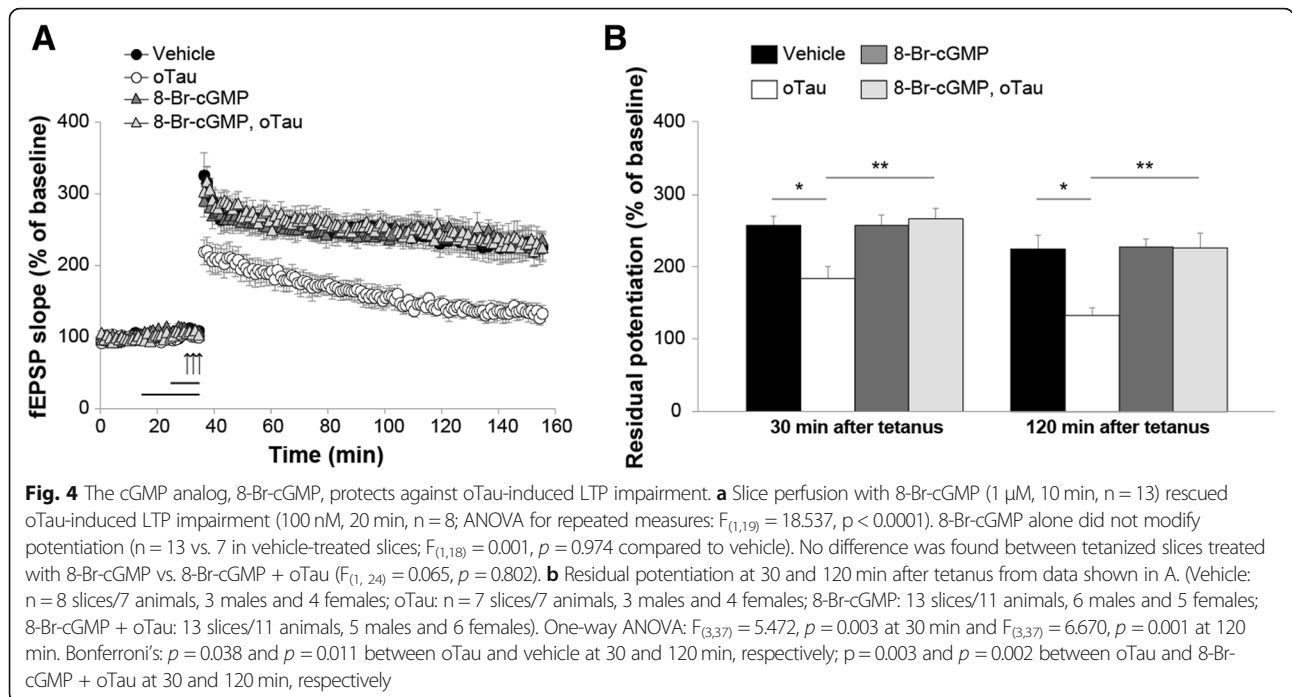 A
Vehicle
oTau
8-Br-cGMP
8-Br-cGMP, oTau
fEPSP slope (% of baseline)
400
300
200
100
0
↑↑↑
0 20 40 60 80 100 120 140 160
Time (min)
B
Vehicle 8-Br-cGMP
oTau 8-Br-cGMP, oTau
Residual potentiation (% of baseline)
400
300
200
100
0
* **
* **
30 min after tetanus 120 min after tetanus
Fig. 4 The cGMP analog, 8-Br-cGMP, protects against oTau-induced LTP impairment. a Slice perfusion with 8-Br-cGMP (1 μM, 10 min, n = 13) rescued
oTau-induced LTP impairment (100 nM, 20 min, n = 8; ANOVA for repeated measures: F(1,19) = 18.537, p < 0.0001). 8-Br-cGMP alone did not modify
potentiation (n = 13 vs. 7 in vehicle-treated slices; F(1,18) = 0.001, p = 0.974 compared to vehicle). No difference was found between tetanized slices treated
with 8-Br-cGMP vs. 8-Br-cGMP + oTau (F(1, 24) = 0.065, p = 0.802). b Residual potentiation at 30 and 120 min after tetanus from data shown in A. (Vehicle:
n = 8 slices/7 animals, 3 males and 4 females; oTau: n = 7 slices/7 animals, 3 males and 4 females; 8-Br-cGMP: 13 slices/11 animals, 6 males and 5 females;
8-Br-cGMP + oTau: 13 slices/11 animals, 5 males and 6 females). One-way ANOVA: F(3,37) = 5.472, p = 0.003 at 30 min and F(3,37) = 6.670, p = 0.001 at 120
min. Bonferroni's: p = 0.038 and p = 0.011 between oTau and vehicle at 30 and 120 min, respectively; p = 0.003 and p = 0.002 between oTau and 8-Br-
cGMP + oTau at 30 and 120 min, respectively